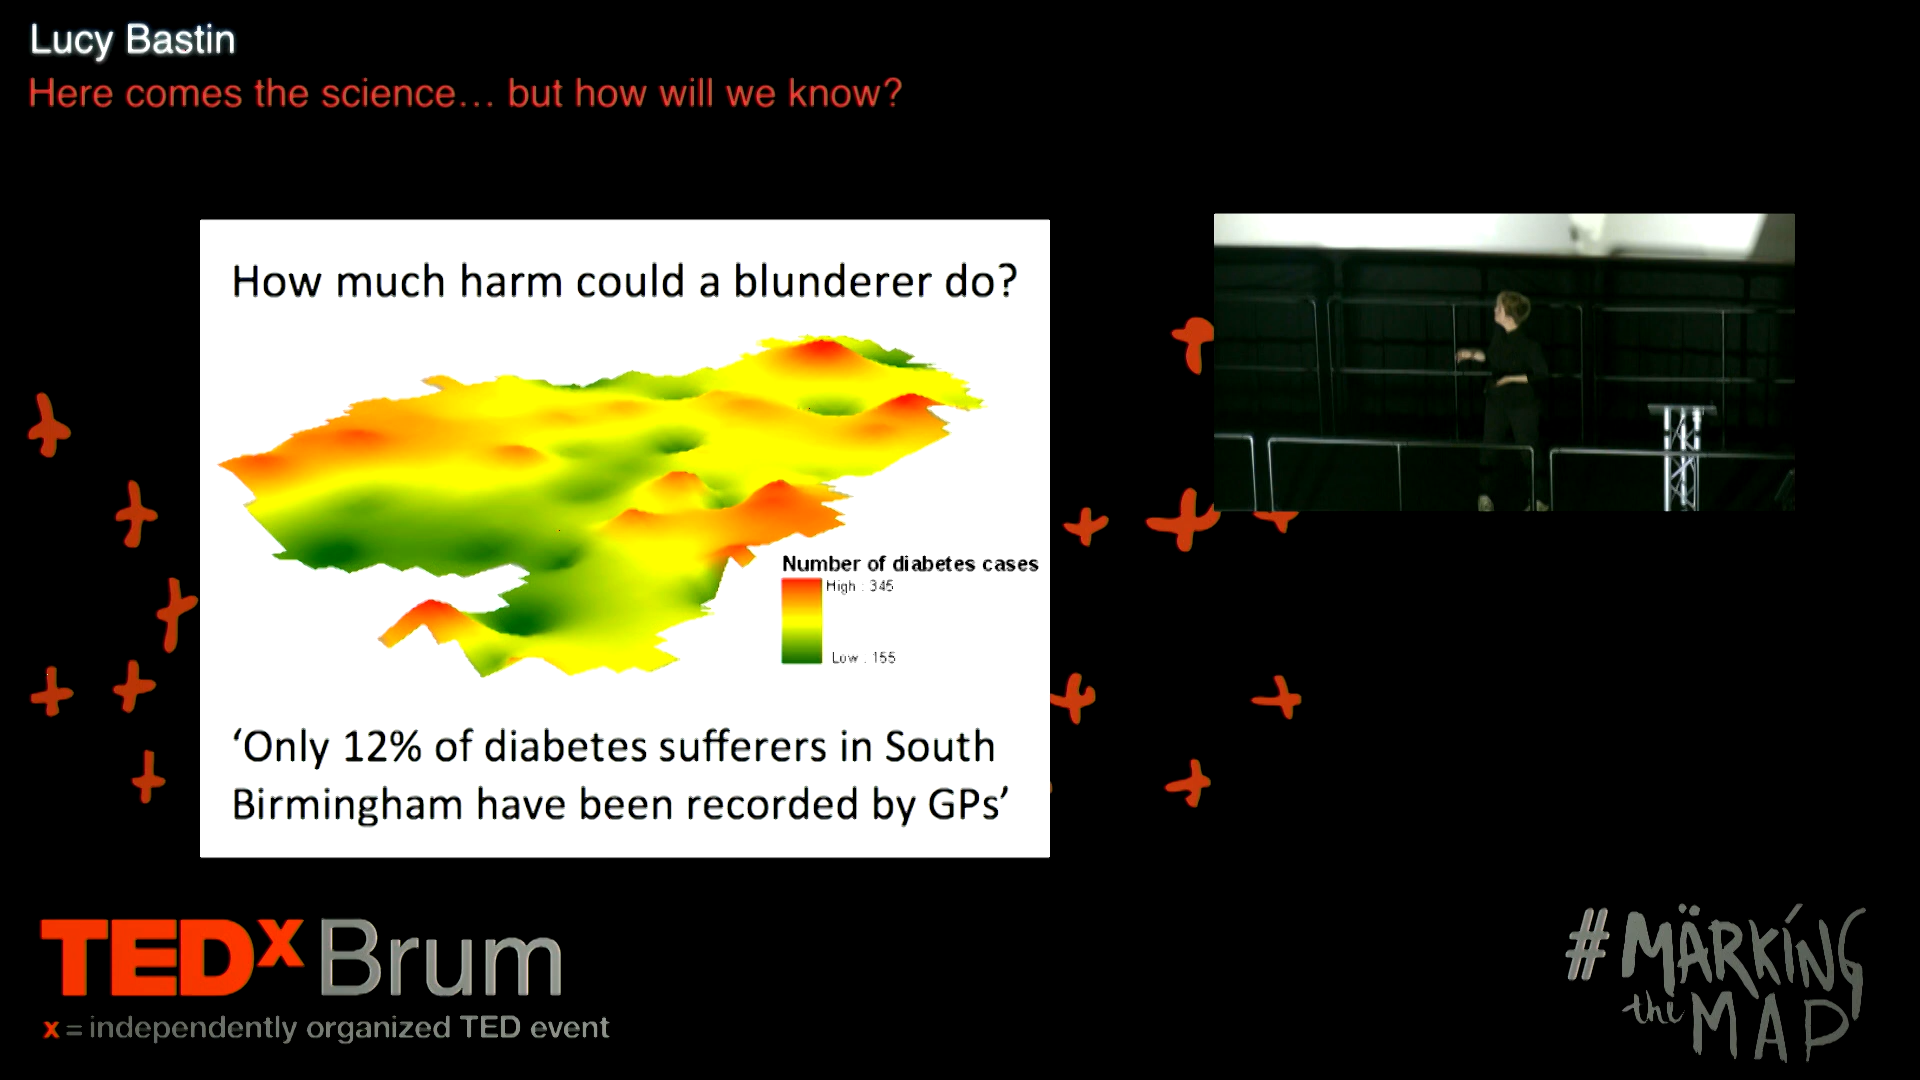 Lucy Bastin
Here comes the science... but how will we know?
How much harm could a blunderer do?
Number of diabetes cases
High : 345
Low : 155
‘Only 12% of diabetes sufferers in South
Birmingham have been recorded by GPs’
TEDx Brum
x = independently organized TED event
#MÄRKÍNG
the MAP